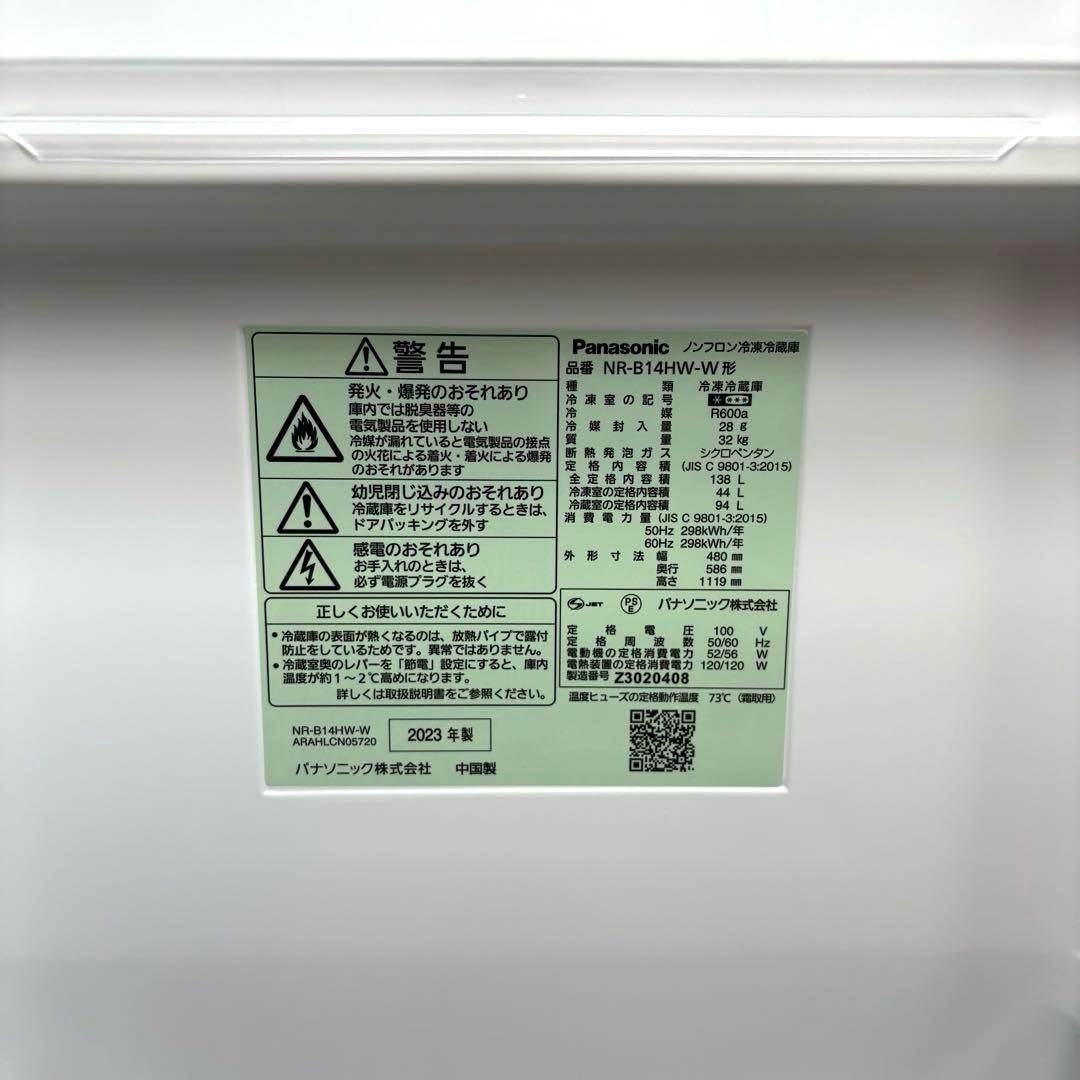 警告
発火・爆発のおそれあり
庫内では脱臭器等の
電気製品を使用しない
冷媒が漏れていると電気製品の接点
の火花による着火・着火による爆発
のおそれがあります
幼児閉じ込みのおそれあり
冷蔵庫をリサイクルするときは、
ドアパッキングを外す
感電のおそれあり
お手入れのときは、
必ず電源プラグを抜く
正しくお使いいただくために
•冷蔵庫の表面が熱くなるのは、放熱パイプで露付
防止をしているためです。異常ではありません。
•冷蔵室奥のレバーを「節電」設定にすると、庫内
温度が約1〜2℃高めになります。
詳しくは取扱説明書をご参照ください。
NR-B14HW-W
ARAHLCN05720
2023 年製
パナソニック株式会社 中国製
Panasonic ノンフロン冷凍冷蔵庫
品番 NR-B14HW-W形
種類 冷凍冷蔵庫
冷凍室の記号 ****
冷媒 R600a
冷媒封入量 28 g
質量 32 kg
断熱発泡ガス シクロペンタン
定格内容積 (JIS C 9801-3:2015)
全定格内容積 138 L
冷凍室の定格内容積 44 L
冷蔵室の定格内容積 94 L
消費電力量 (JIS C 9801-3:2015)
50Hz 298kWh/年
60Hz 298kWh/年
外形寸法 幅 480 mm
奥行 586 mm
高さ 1119 mm
S JET PS E パナソニック株式会社
定格電圧 100 V
定格周波数 50/60 Hz
電動機の定格消費電力 52/56 W
電熱装置の定格消費電力 120/120 W
製造番号 Z3020408
温度ヒューズの定格動作温度 73℃ (霜取用)